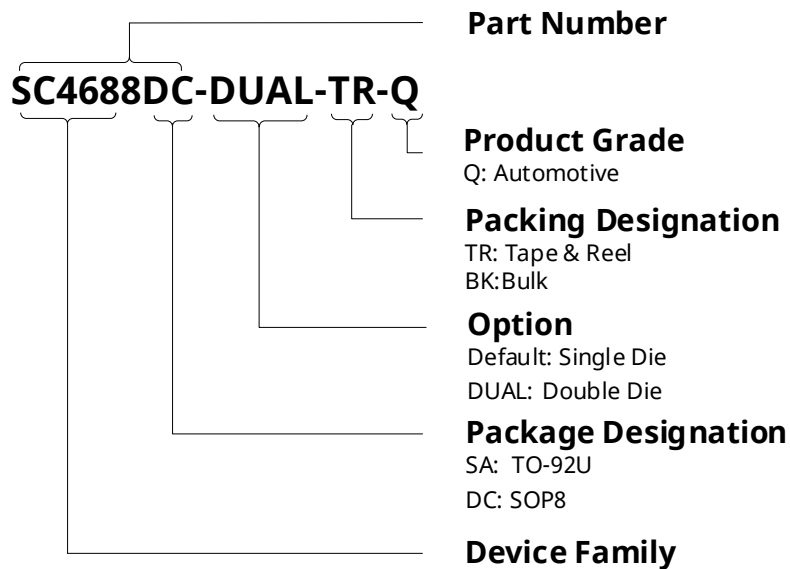 Part Number
SC4688DC-DUAL-TR-Q
Product Grade
Q: Automotive
Packing Designation
TR: Tape & Reel
BK:Bulk
Option
Default: Single Die
DUAL: Double Die
Package Designation
SA: TO-92U
DC: SOP8
Device Family